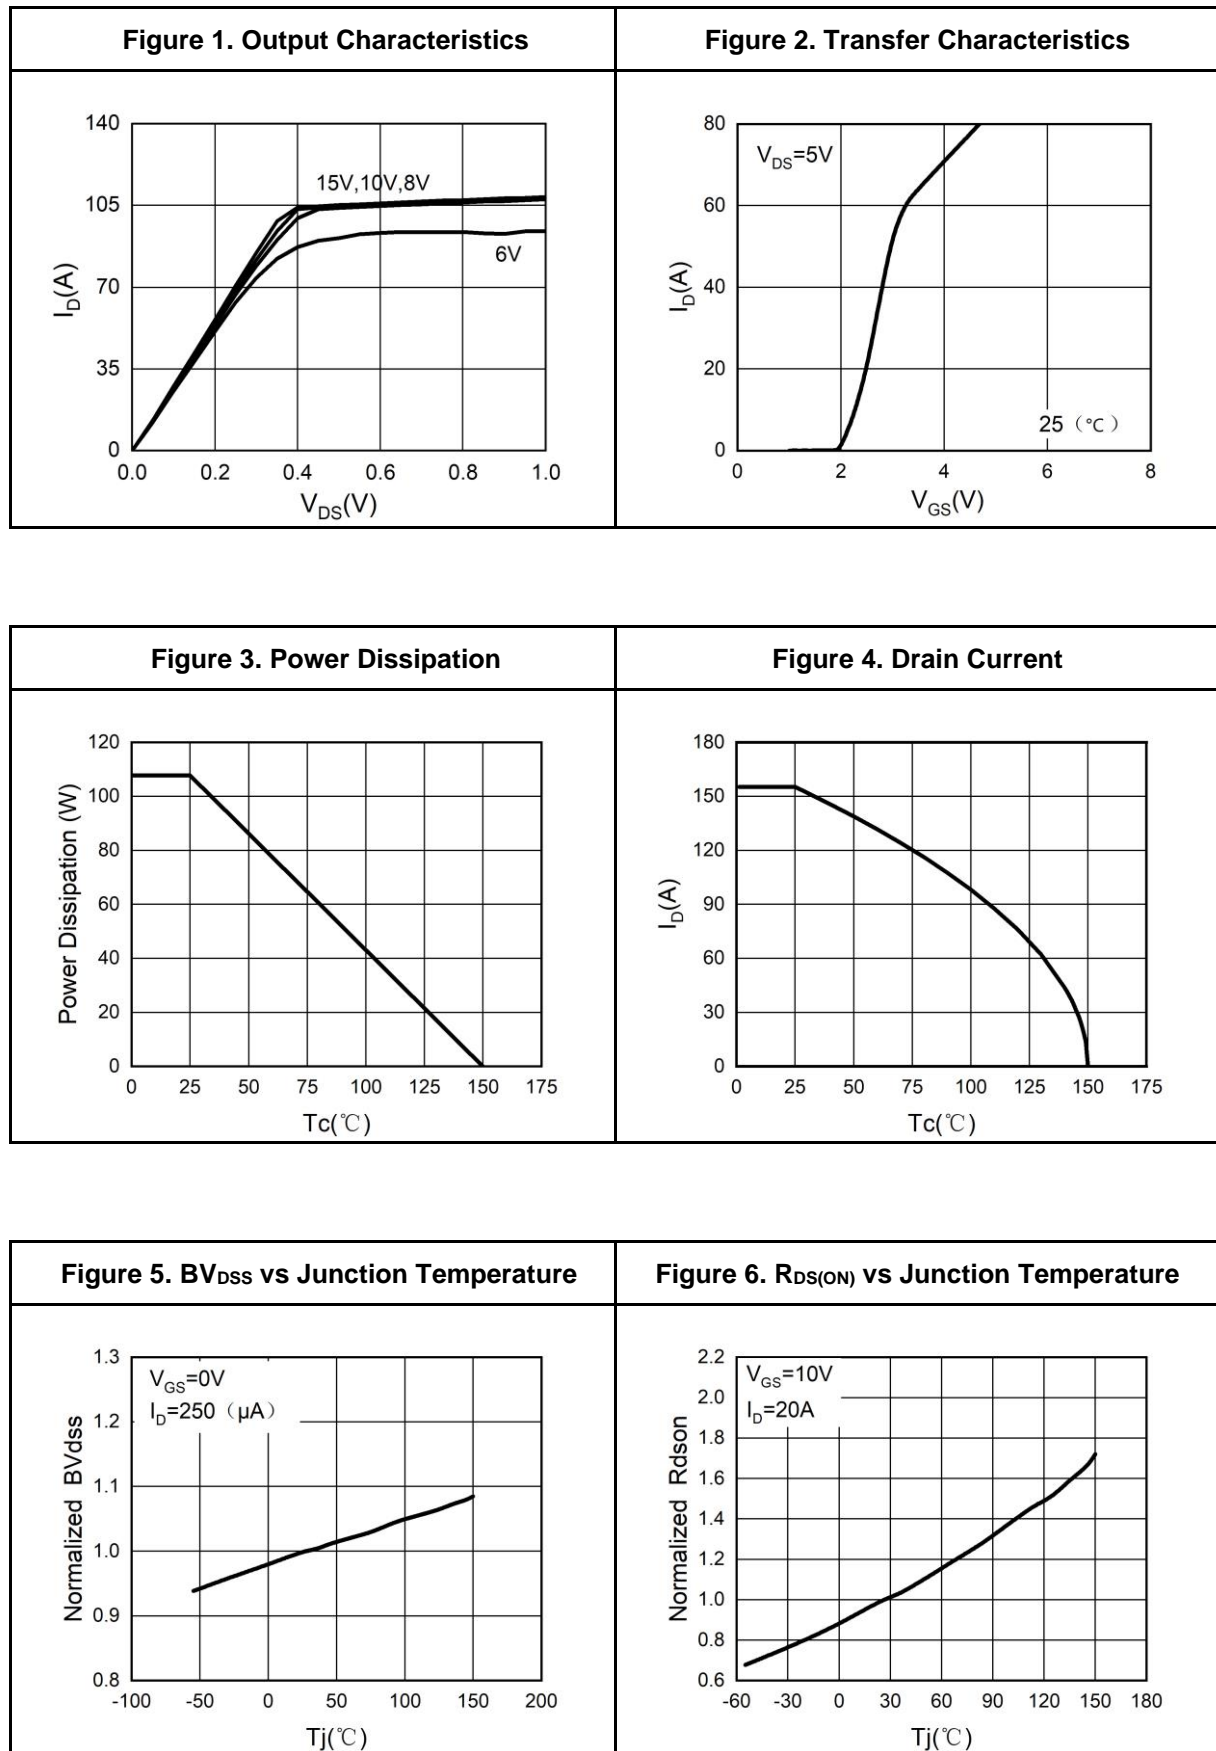 Figure 1. Output Characteristics
Figure 2. Transfer Characteristics
140
105
70
35
0
I_D(A)
15V,10V,8V
6V
0.0 0.2 0.4 0.6 0.8 1.0
V_DS(V)
80
60
40
20
0
I_D(A)
V_DS=5V
25（℃）
0 2 4 6 8
V_GS(V)
Figure 3. Power Dissipation
Figure 4. Drain Current
120
100
80
60
40
20
0
Power Dissipation (W)
0 25 50 75 100 125 150 175
Tc(℃)
180
150
120
90
60
30
0
I_D(A)
0 25 50 75 100 125 150 175
Tc(℃)
Figure 5. BV_DSS vs Junction Temperature
Figure 6. R_DS(ON) vs Junction Temperature
1.3
1.2
1.1
1.0
0.9
0.8
Normalized BVdss
V_GS=0V
I_D=250（μA）
-100 -50 0 50 100 150 200
Tj(℃)
2.2
2.0
1.8
1.6
1.4
1.2
1.0
0.8
0.6
Normalized Rdson
V_GS=10V
I_D=20A
-60 -30 0 30 60 90 120 150 180
Tj(℃)